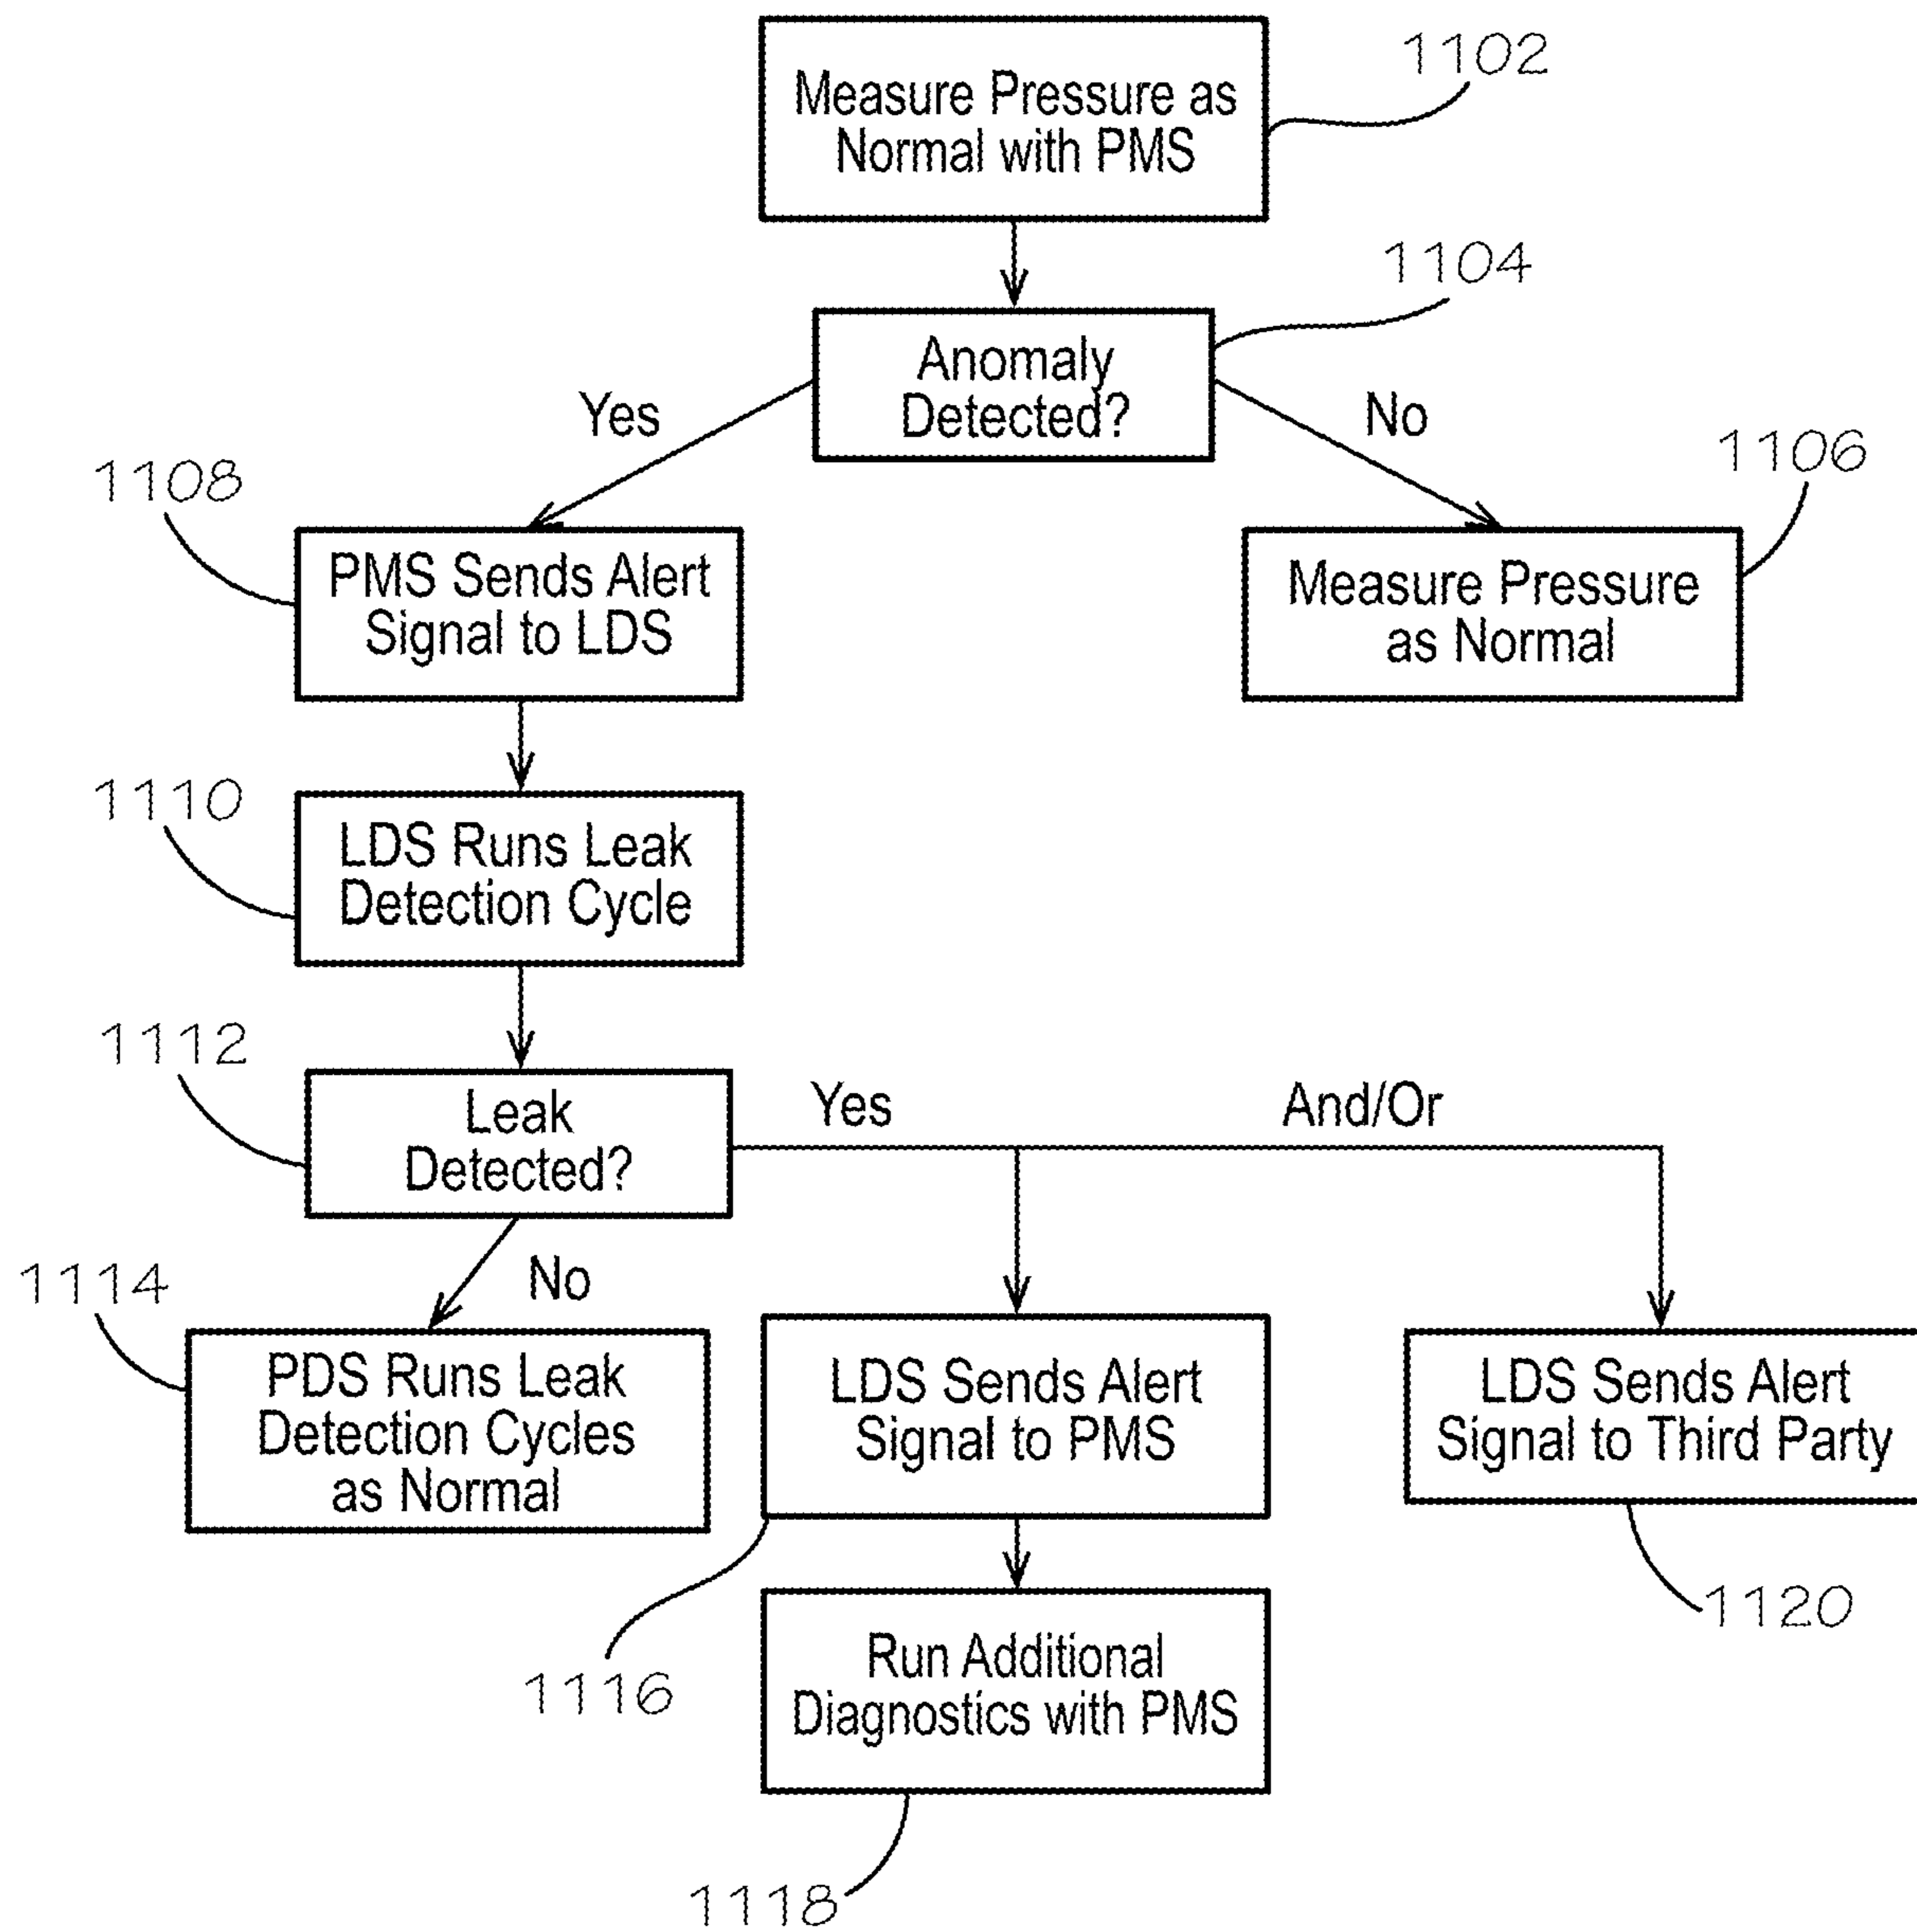 1102
Measure Pressure as
Normal with PMS
1104
Anomaly
Detected?
Yes
No
1106
1108
PMS Sends Alert
Signal to LDS
Measure Pressure
as Normal
1110
LDS Runs Leak
Detection Cycle
1112
Leak
Detected?
Yes
And/Or
No
1114
PDS Runs Leak
Detection Cycles
as Normal
LDS Sends Alert
Signal to PMS
LDS Sends Alert
Signal to Third Party
1116
1120
Run Additional
Diagnostics with PMS
1118